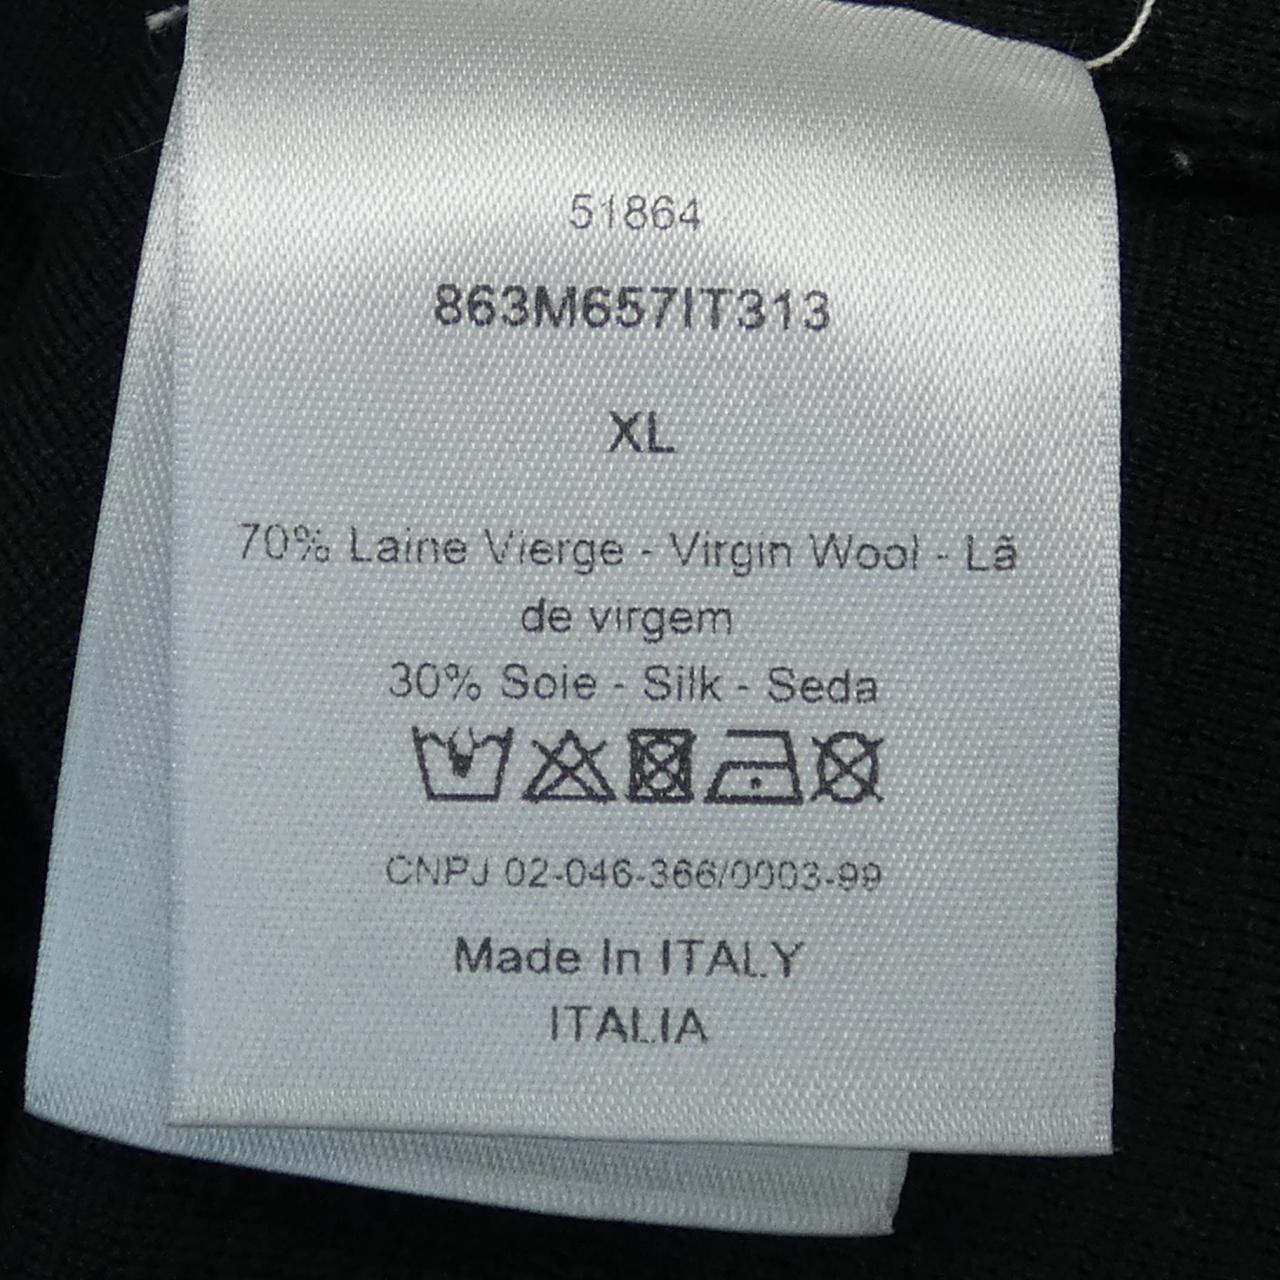 51864
863M657IT313
XL
70% Laine Vierge - Virgin Wool - Lã
de virgem
30% Soie - Silk - Seda
CNPJ 02-046-366/0003-99
Made In ITALY
ITALIA